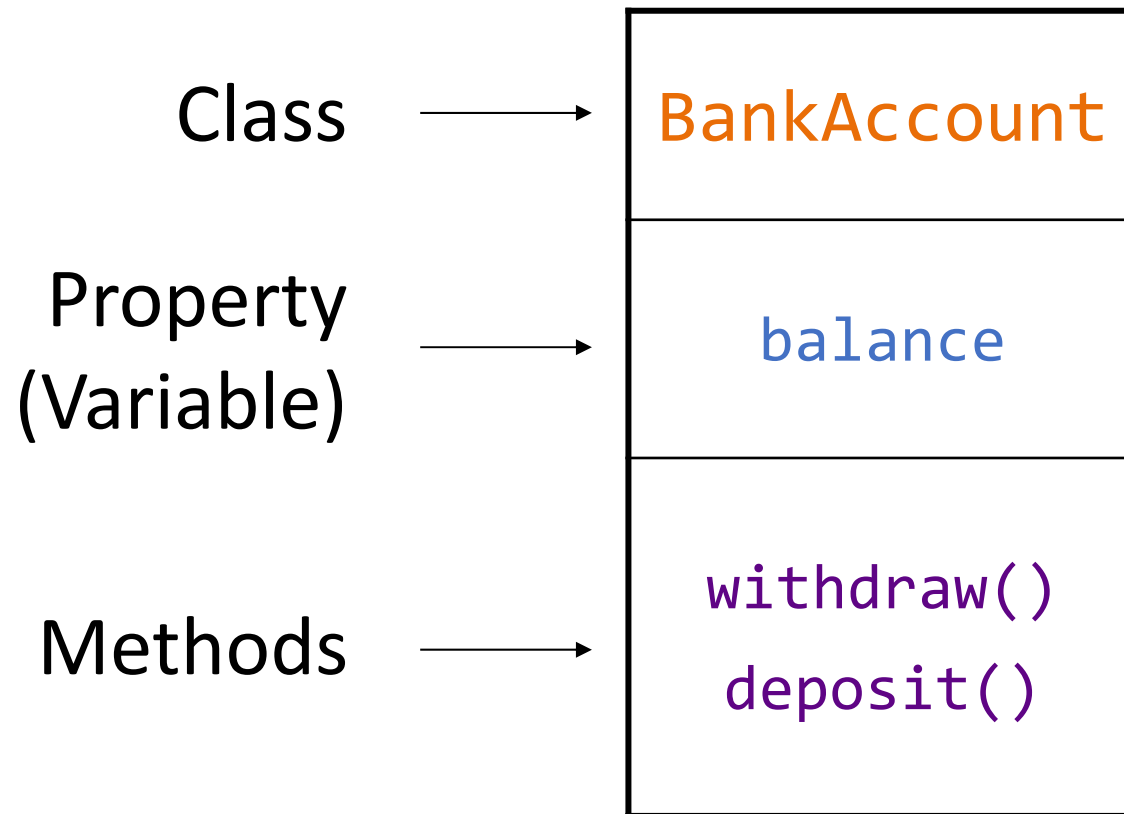 Class
BankAccount
Property
(Variable)
balance
Methods
withdraw()
deposit()